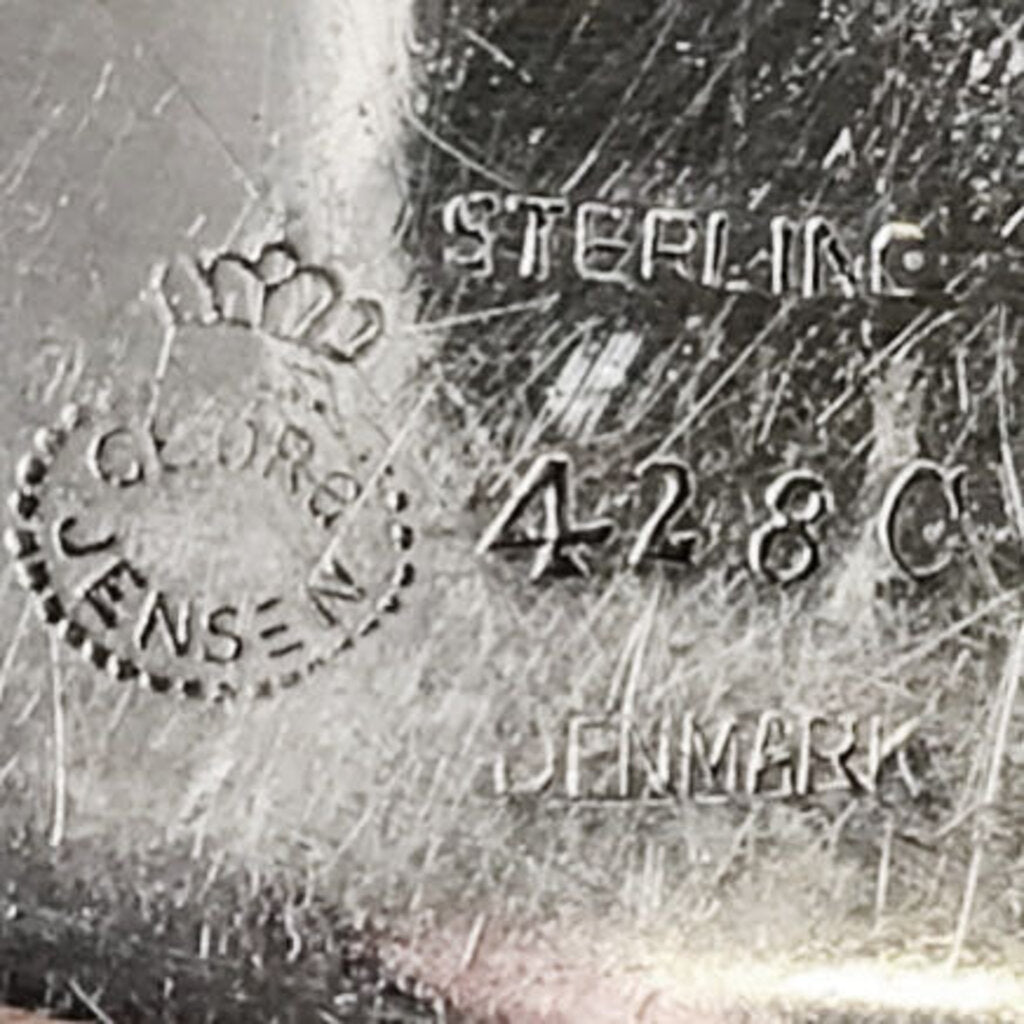 STERLING
GEORG
JENSEN
428C
DENMARK